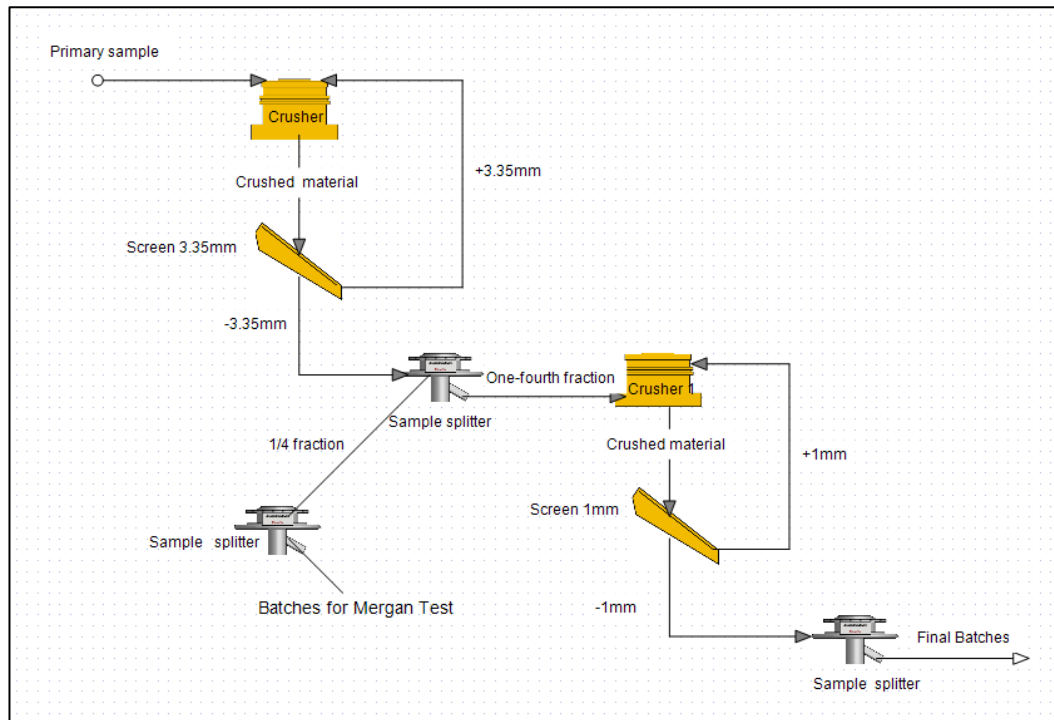 Primary sample
Crusher
+3.35mm
Crushed material
Screen 3.35mm
-3.35mm
One-fourth fraction
Crusher 1
Sample splitter
1/4 fraction
Crushed material
+1mm
Screen 1mm
Sample splitter
Batches for Mergan Test
-1mm
Final Batches
Sample splitter